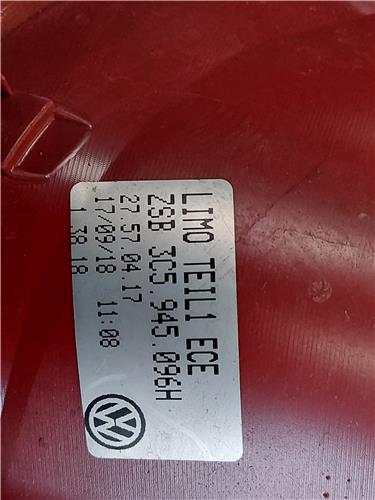 LIMO TEIL1 ECE
ZSB 3C5.945.096H
27.57.04.17
17/09/18 11:08
1 38 18